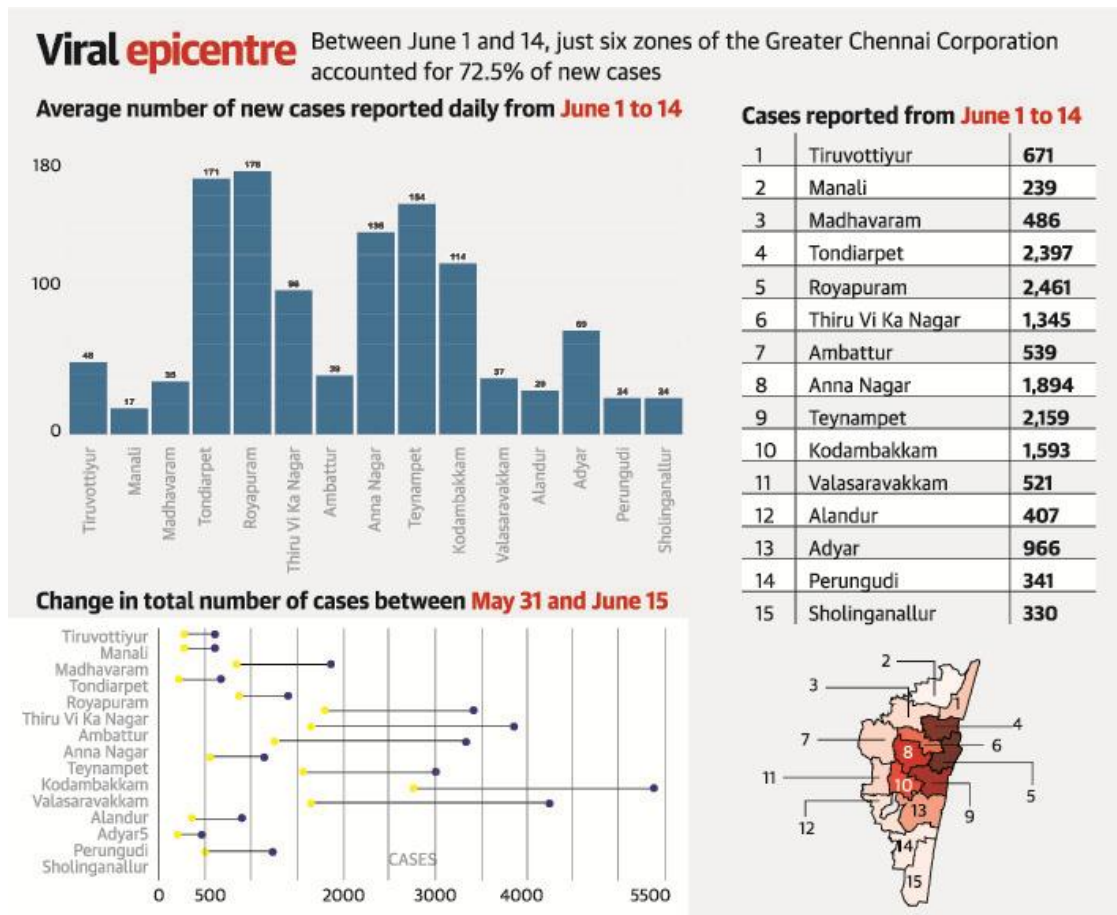 Viral epicentre
Between June 1 and 14, just six zones of the Greater Chennai Corporation
accounted for 72.5% of new cases
Average number of new cases reported daily from June 1 to 14
180
100
0
48
17
35
171
176
96
39
135
154
114
37
29
69
24
24
Tiruvottiyur
Manali
Madhavaram
Tondiarpet
Royapuram
Thiru Vi Ka Nagar
Ambattur
Anna Nagar
Teynampet
Kodambakkam
Valasaravakkam
Alandur
Adyar
Perungudi
Sholinganallur
Cases reported from June 1 to 14
1 Tiruvottiyur 671
2 Manali 239
3 Madhavaram 486
4 Tondiarpet 2,397
5 Royapuram 2,461
6 Thiru Vi Ka Nagar 1,345
7 Ambattur 539
8 Anna Nagar 1,894
9 Teynampet 2,159
10 Kodambakkam 1,593
11 Valasaravakkam 521
12 Alandur 407
13 Adyar 966
14 Perungudi 341
15 Sholinganallur 330
Change in total number of cases between May 31 and June 15
Tiruvottiyur
Manali
Madhavaram
Tondiarpet
Royapuram
Thiru Vi Ka Nagar
Ambattur
Anna Nagar
Teynampet
Kodambakkam
Valasaravakkam
Alandur
Adyar5
Perungudi
Sholinganallur
CASES
0 500 2000 3000 4000 5500
2
3
1
4
7
8
6
11
10
5
12
13
9
14
15